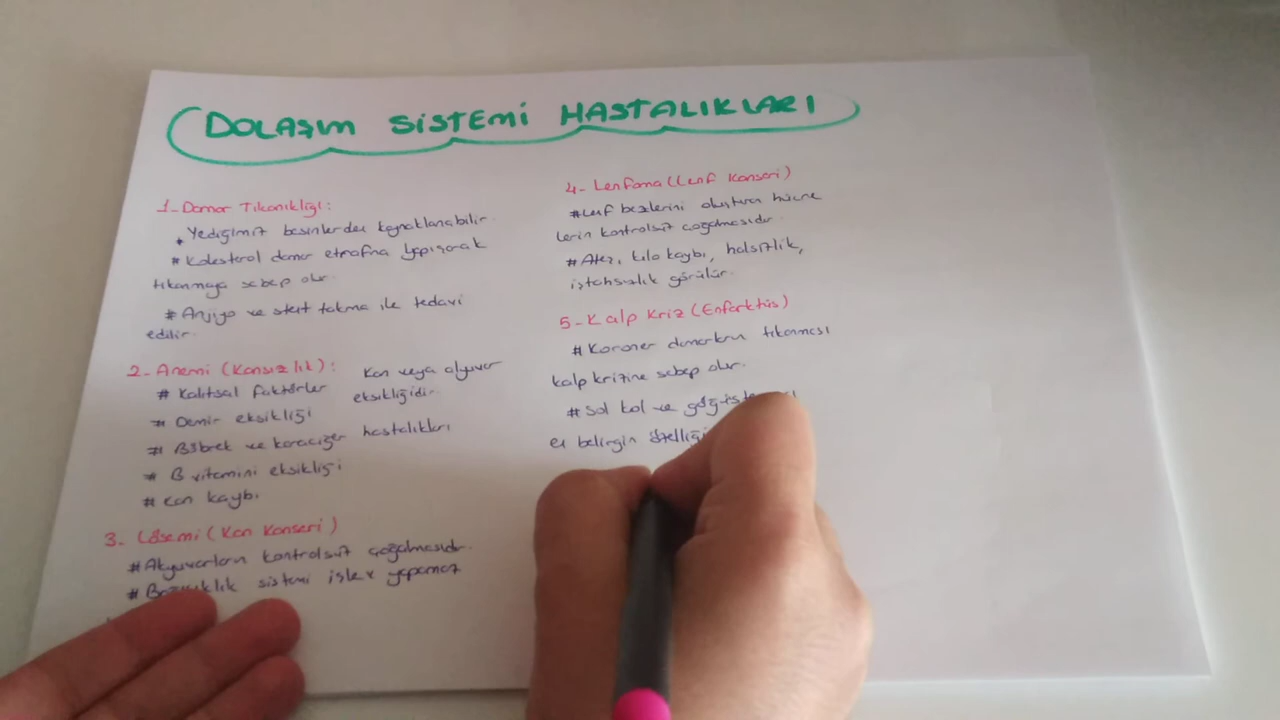 DOLAŞIM SİSTEMİ HASTALIKLARI
1-Damar Tıkanıklığı:
Yediğimiz besinlerden kaynaklanabilir.
# Kolesterol damar etrafına yapışarak
tıkanmaya sebep olur.
# Anjiyo ve stent takma ile tedavi
edilir.
2-Anemi (Kansızlık): Kan veya alyuvar
eksikliğidir.
# Kalıtsal faktörler
# Demir eksikliği
# Böbrek ve karaciğer hastalıkları
# B vitamini eksikliği
# Kan kaybı
3- Lösemi (Kan Kanseri)
#Akyuvarların kontrolsüz çoğalmasıdır.
# Bağışıklık sistemi işlev yapamaz
4- Lenfoma (Lenf Kanseri)
#Lenf bezlerini oluşturan hücre
lerin kontrolsüz çoğalmasıdır.
# Ateş, kilo kaybı, halsizlik,
iştahsızlık görülür.
5-Kalp Kriz (Enfarktüs)
# Koroner damarların tıkanması
kalp krizine sebep olur.
# Sol kol ve göğüste
en belirgin özelliği